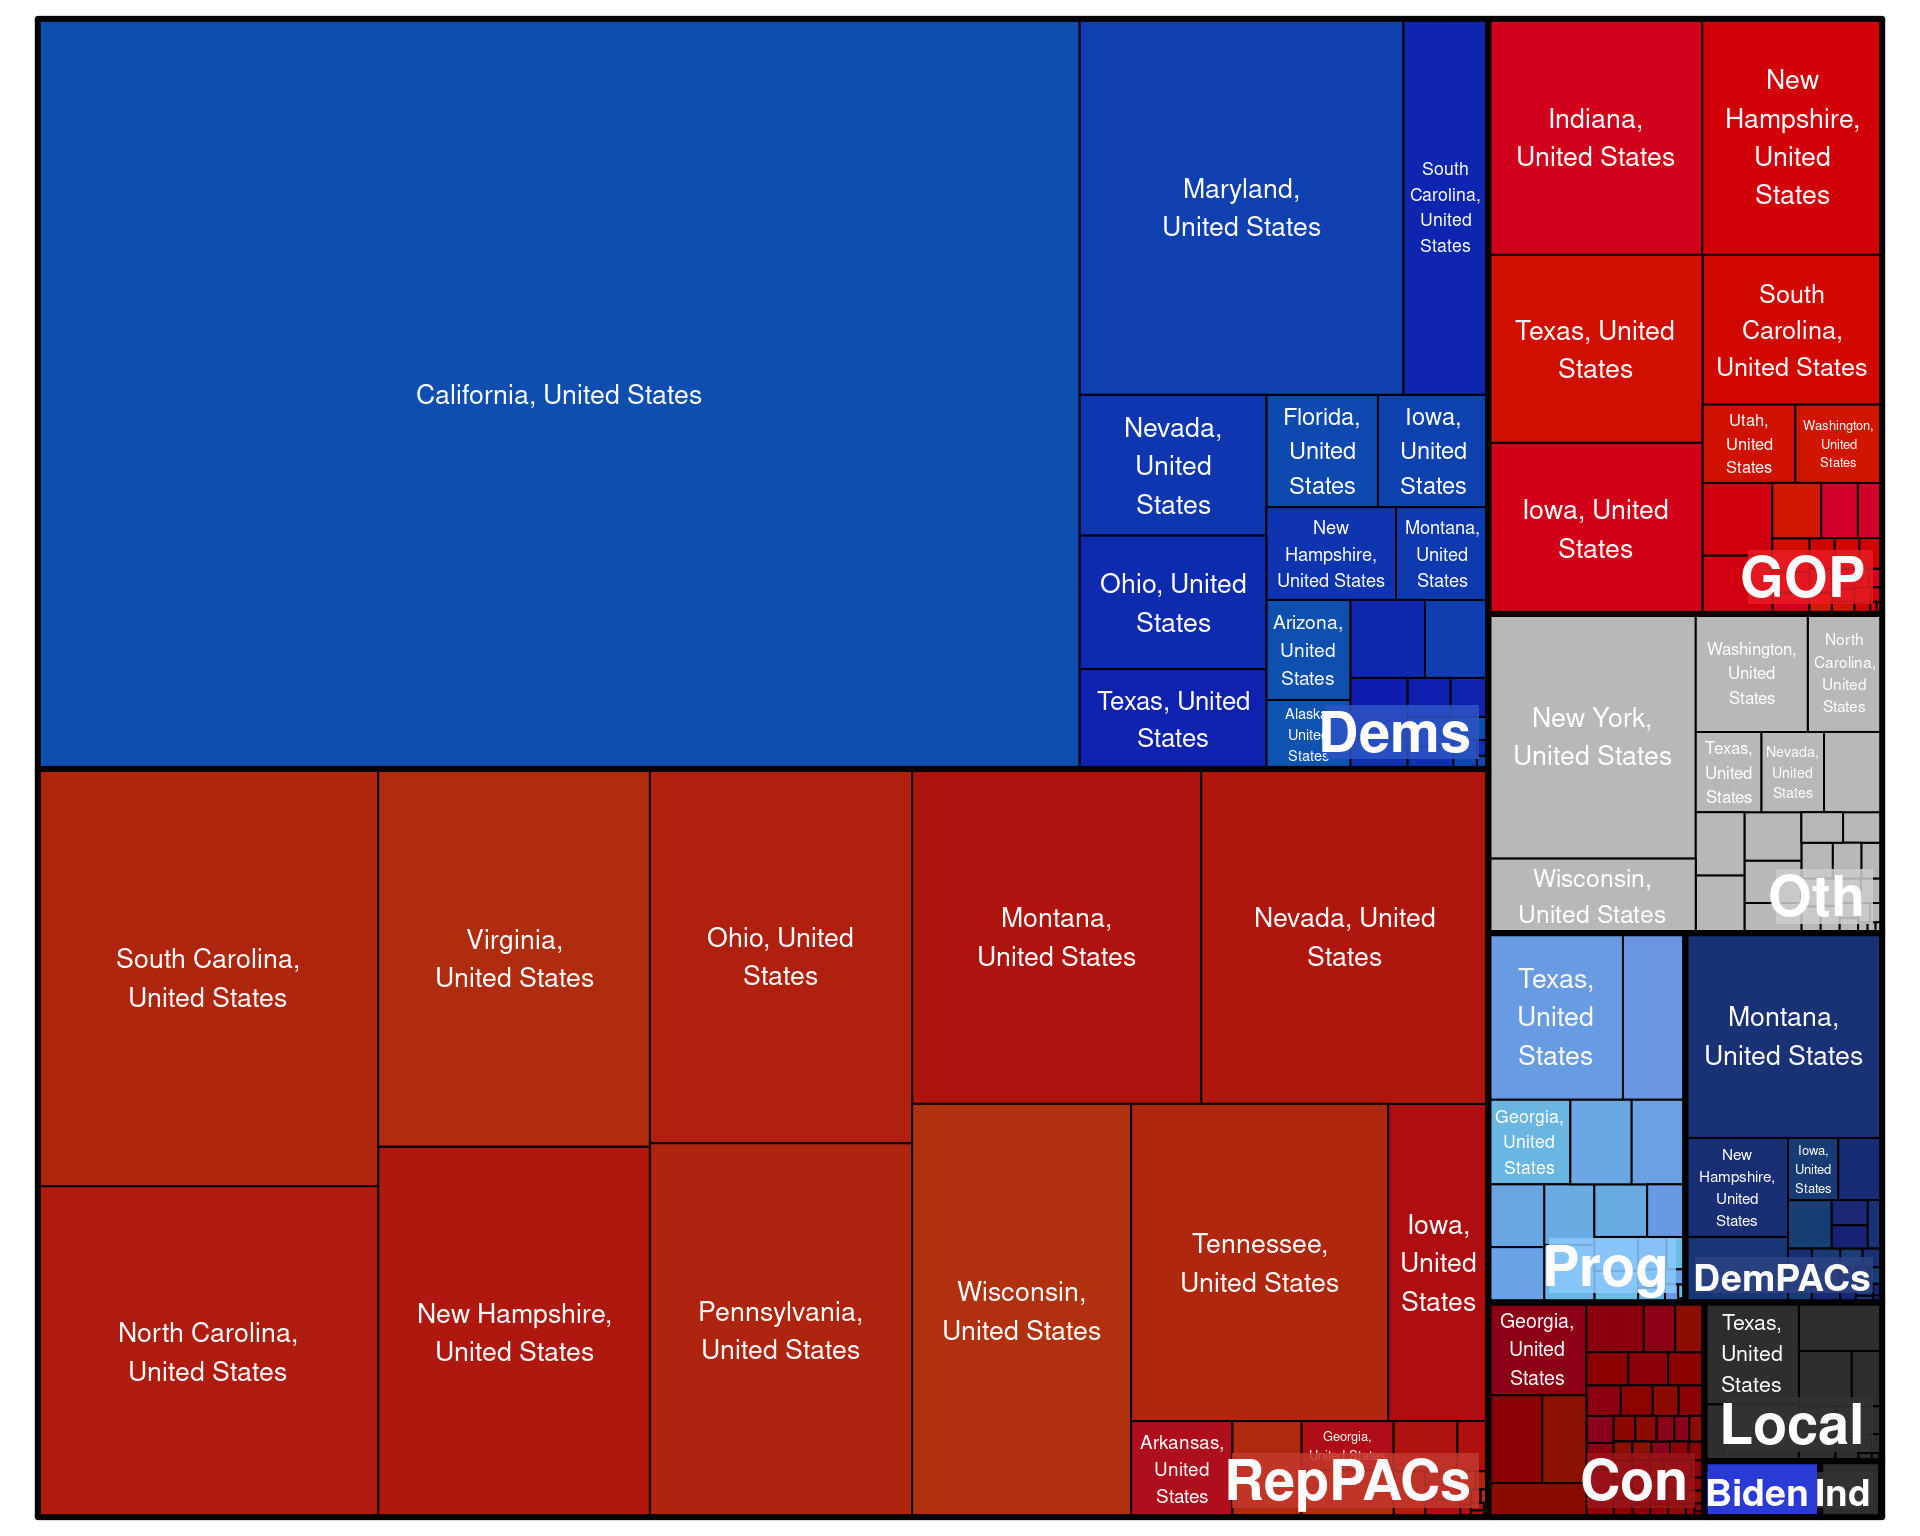 California, United States
Maryland,
United States
South
Carolina,
United
States
Nevada,
United
States
Florida,
United
States
Iowa,
United
States
Ohio, United
States
New
Hampshire,
United States
Montana,
United
States
Arizona,
United
States
Texas, United
States
Alaska
United
States
Dems
Indiana,
United States
New
Hampshire,
United
States
Texas, United
States
South
Carolina,
United States
Utah,
United
States
Washington,
United
States
Iowa, United
States
GOP
New York,
United States
Washington,
United
States
North
Carolina,
United
States
Texas,
United
States
Nevada,
United
States
Wisconsin,
United States
Oth
South Carolina,
United States
Virginia,
United States
Ohio, United
States
Montana,
United States
Nevada, United
States
North Carolina,
United States
New Hampshire,
United States
Pennsylvania,
United States
Wisconsin,
United States
Tennessee,
United States
Iowa,
United
States
Arkansas,
United
States
Georgia,
United States
RepPACs
Texas,
United
States
Georgia,
United
States
Prog
Montana,
United States
New
Hampshire,
United
States
Iowa,
United
States
DemPACs
Georgia,
United
States
Con
Texas,
United
States
Local
Biden
Ind